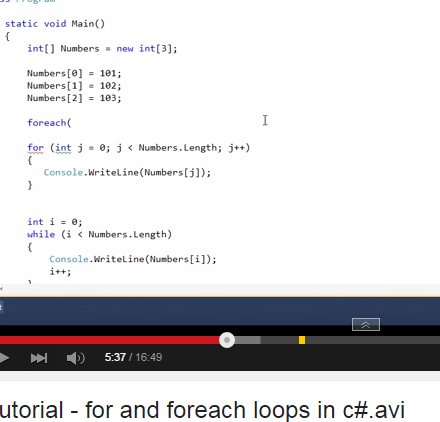 static void Main()
{
int[] Numbers = new int[3];
Numbers[0] = 101;
Numbers[1] = 102;
Numbers[2] = 103;
foreach(
for (int j = 0; j < Numbers.Length; j++)
{
Console.WriteLine(Numbers[j]);
}
int i = 0;
while (i < Numbers.Length)
{
Console.WriteLine(Numbers[i]);
i++;
}
5:37 / 16:49
utorial - for and foreach loops in c#.avi